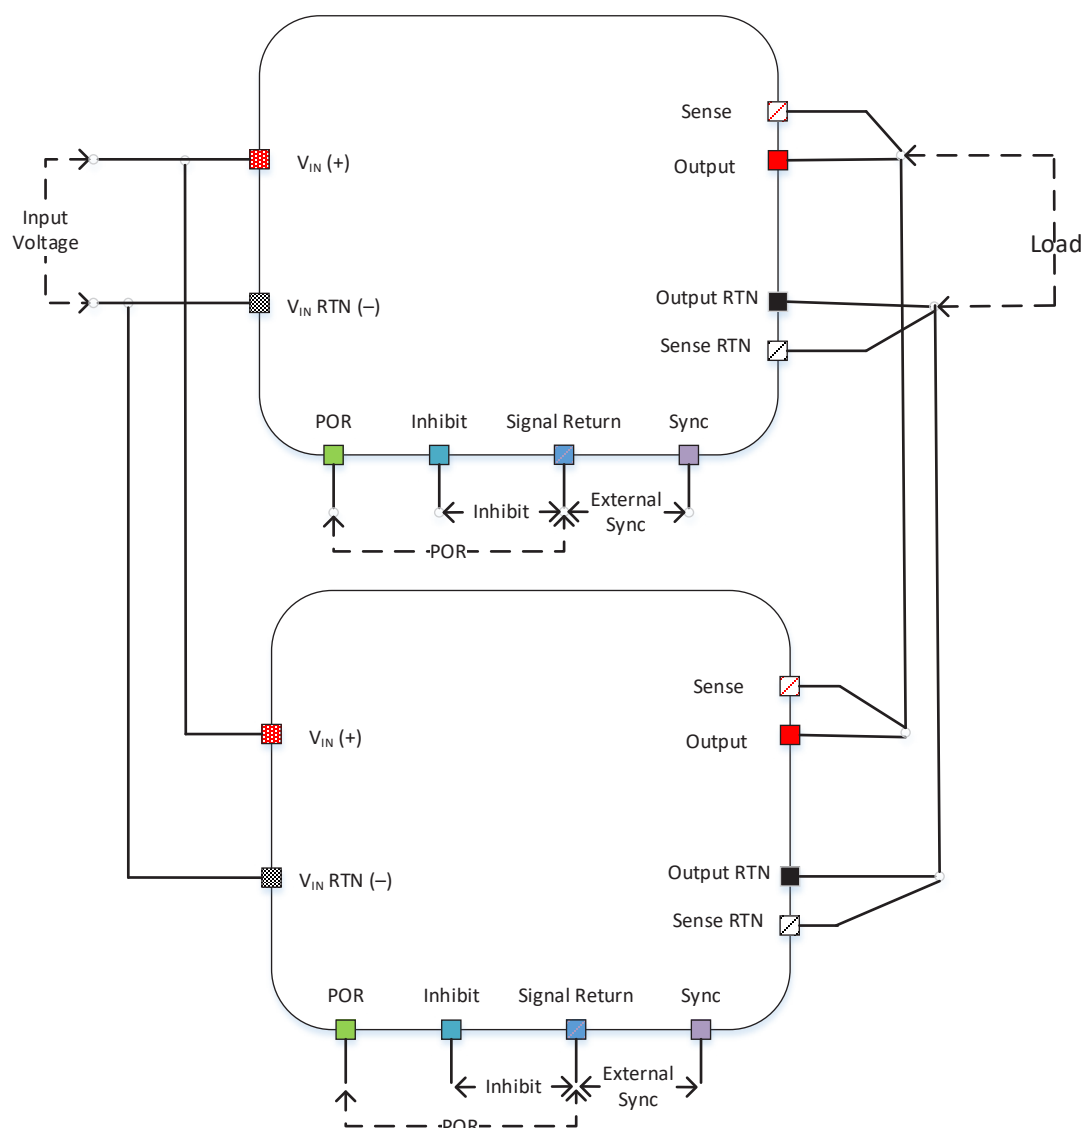 Sense
V_IN (+)
Output
Input
Voltage
Load
Output RTN
V_IN RTN (–)
Sense RTN
POR
Inhibit
Signal Return
Sync
Inhibit
External
Sync
POR
Sense
V_IN (+)
Output
Output RTN
V_IN RTN (–)
Sense RTN
POR
Inhibit
Signal Return
Sync
Inhibit
External
Sync
POR